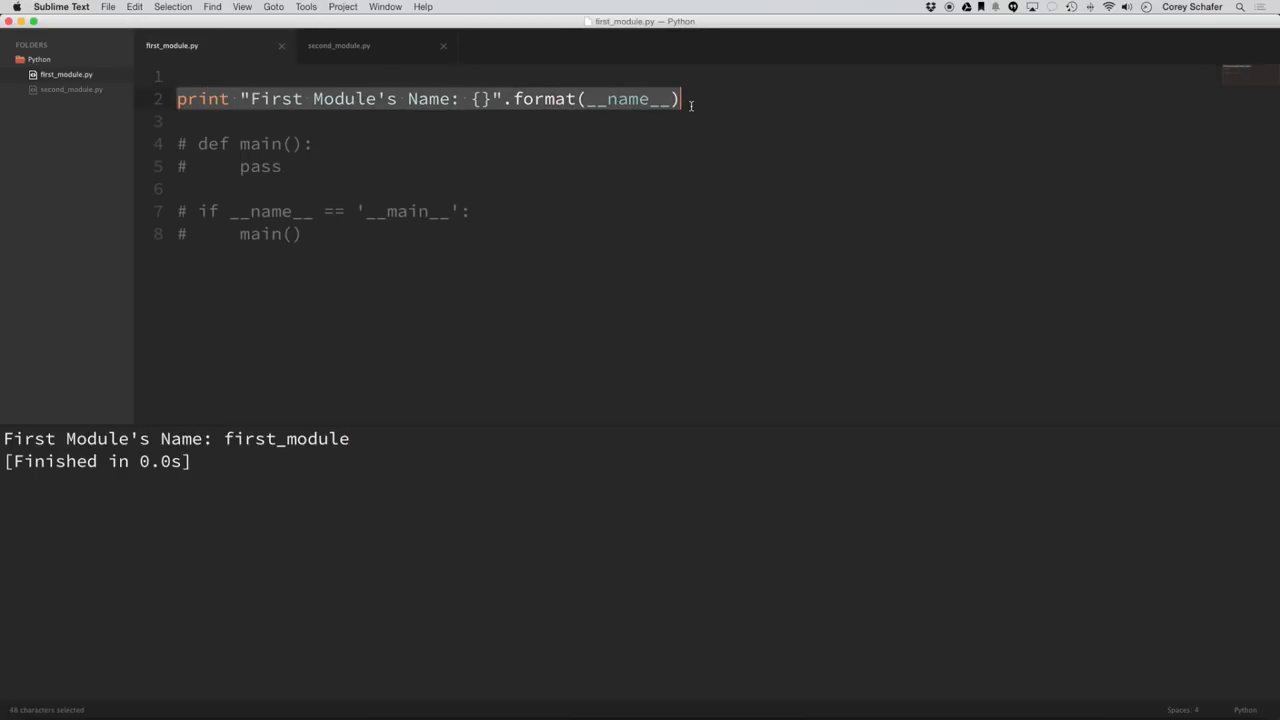 Sublime Text File Edit Selection Find View Goto Tools Project Window Help Corey Schafer
first_module.py — Python
FOLDERS
Python
first_module.py
second_module.py
first_module.py
second_module.py
1
2 print "First Module's Name: {}".format(__name__)
3
4 # def main():
5 #     pass
6
7 # if __name__ == '__main__':
8 #     main()
First Module's Name: first_module
[Finished in 0.0s]
48 characters selected
Spaces: 4
Python